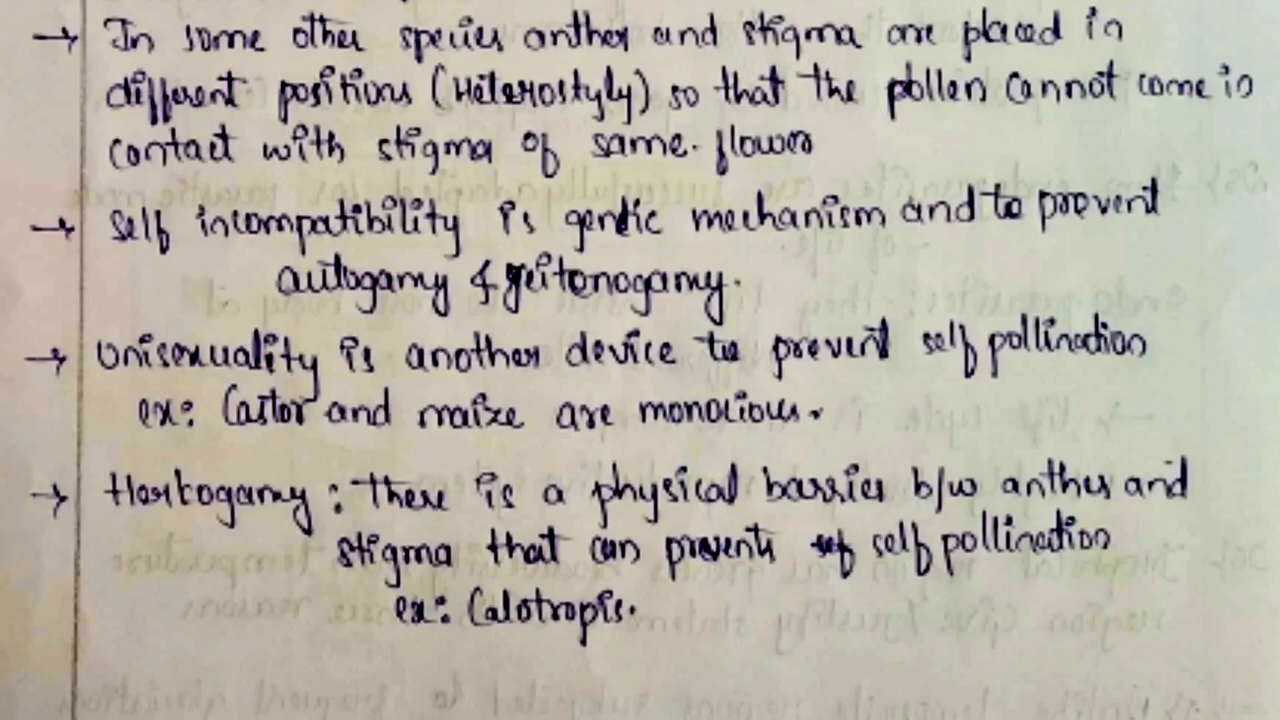 → In some other species anther and stigma are placed in
different positions (Heterostyly) so that the pollen cannot come in
contact with stigma of same flower
→ Self incompatibility is genetic mechanism and to prevent
autogamy & geitonogamy.
→ Unisexuality is another device to prevent self pollination
ex: Castor and maize are monocious.
→ Horkogamy: There is a physical barrier b/w anther and
stigma that can prevents self pollination
ex: Calotropis.